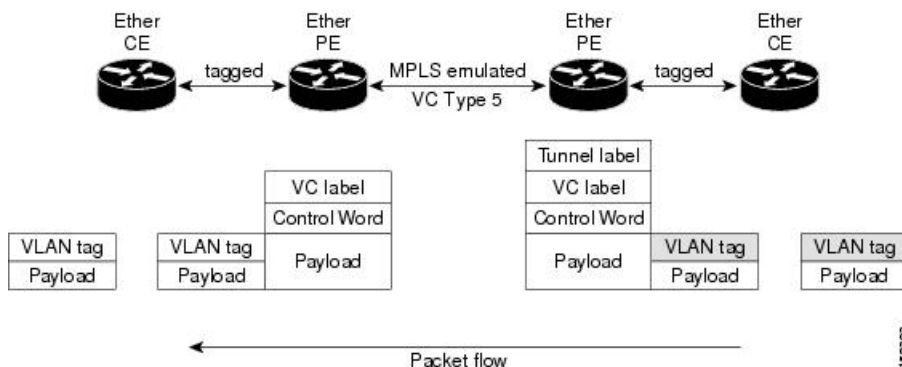 Ether CE
Ether PE
Ether PE
Ether CE
tagged
MPLS emulated
VC Type 5
tagged
Tunnel label
VC label
VC label
Control Word
Control Word
VLAN tag
VLAN tag
Payload
Payload
VLAN tag
VLAN tag
Payload
Payload
Payload
Payload
Packet flow